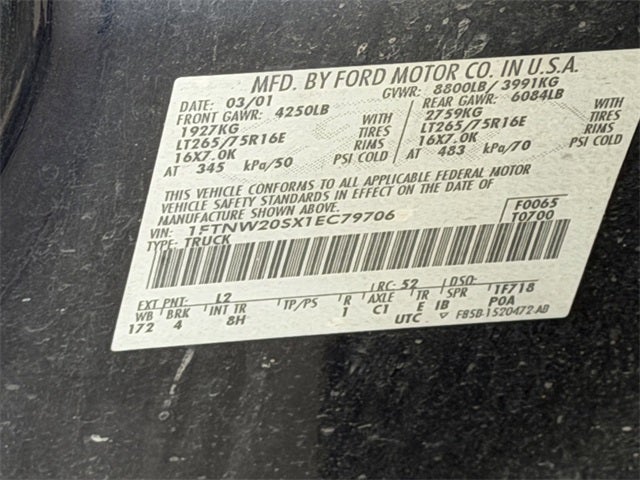 MFD. BY FORD MOTOR CO. IN U.S.A.
DATE: 03/01 GVWR: 8800LB/ 3991KG
FRONT GAWR: 4250LB REAR GAWR: 6084LB
1927KG WITH 2759KG WITH
LT265/75R16E TIRES LT265/75R16E TIRES
16X7.0K RIMS 16X7.0K RIMS
AT 345 kPa/50 PSI COLD AT 483 kPa/70 PSI COLD
THIS VEHICLE CONFORMS TO ALL APPLICABLE FEDERAL MOTOR
VEHICLE SAFETY STANDARDS IN EFFECT ON THE DATE OF
MANUFACTURE SHOWN ABOVE. F0065
VIN: 1FTNW20SX1EC79706 T0700
TYPE: TRUCK
EXT PNT: L2 RC: 52 DSO:
WB BRK INT TR TP/PS R AXLE TR SPR 1F718
172 4 8H 1 C1 E IB P0A
UTC ▽ F85B-1520472-AD